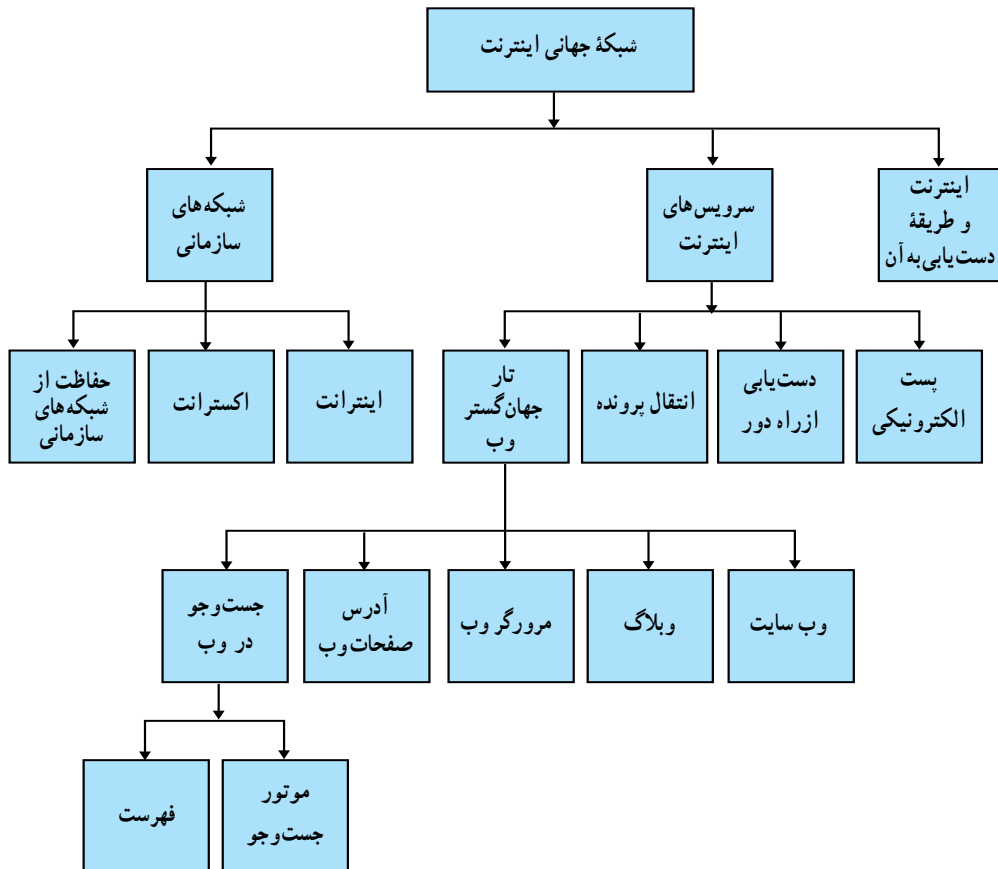 شبکهٔ جهانی اینترنت
اینترنت
و طریقهٔ
دست‌یابی به آن
سرویس‌های
اینترنت
شبکه‌های
سازمانی
پست
الکترونیکی
دست‌یابی
از راه دور
انتقال پرونده
تار
جهان‌گستر
وب
اینترانت
اکسترانت
حفاظت از
شبکه‌های
سازمانی
وب سایت
وبلاگ
مرورگر وب
آدرس
صفحات وب
جست‌وجو
در وب
موتور
جست‌وجو
فهرست